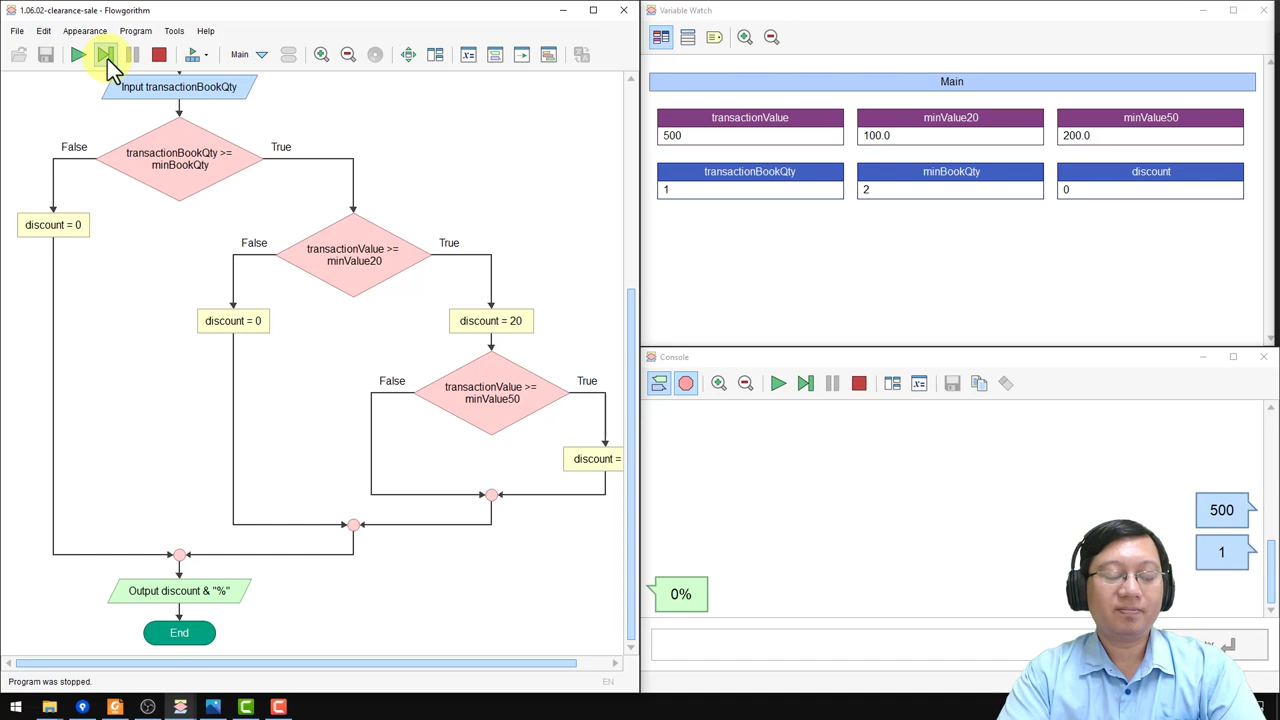 1.06.02-clearance-sale - Flowgorithm
File Edit Appearance Program Tools Help
Main
Input transactionBookQty
transactionBookQty >=
minBookQty
False
True
discount = 0
transactionValue >=
minValue20
False
True
discount = 0
discount = 20
transactionValue >=
minValue50
False
True
discount =
Output discount & "%"
End
Program was stopped.
EN
Variable Watch
Main
transactionValue minValue20 minValue50
500 100.0 200.0
transactionBookQty minBookQty discount
1 2 0
Console
500
1
0%